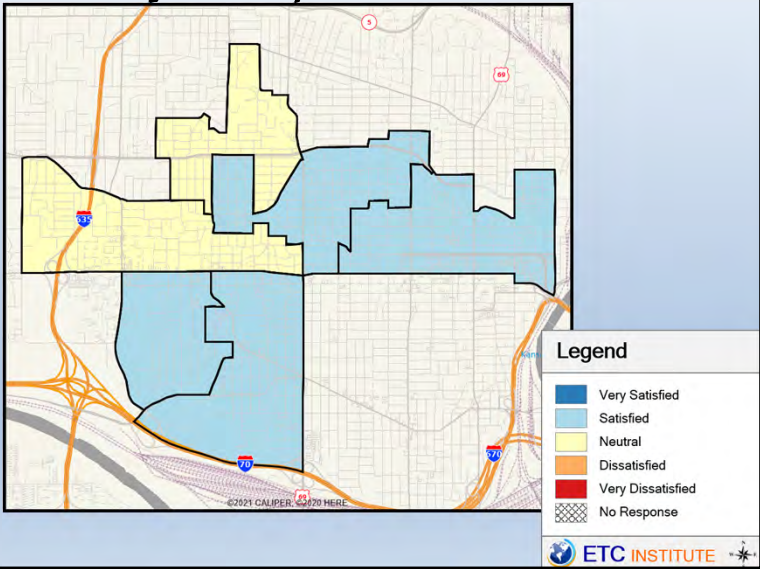 5
69
635
Legend
Very Satisfied
Satisfied
Neutral
Dissatisfied
Very Dissatisfied
No Response
70
670
69
©2021 CALIPER; ©2020 HERE
ETC INSTITUTE